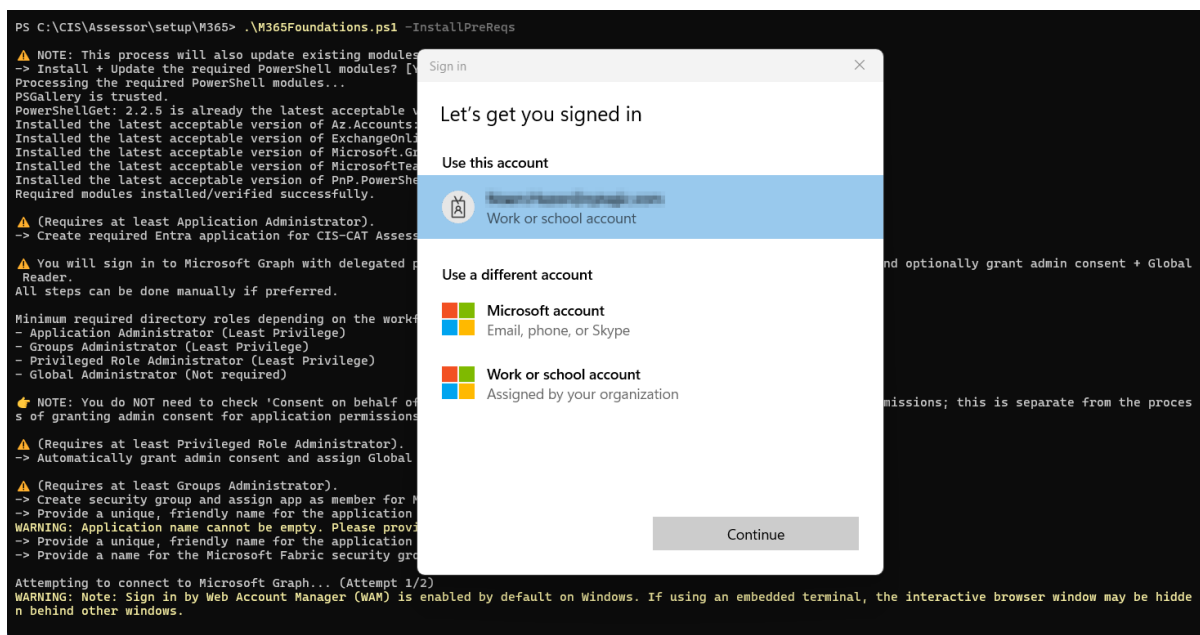 PS C:\CIS\Assessor\setup\M365> .\M365Foundations.ps1 -InstallPreReqs
⚠ NOTE: This process will also update existing modules
-> Install + Update the required PowerShell modules? [
Processing the required PowerShell modules...
PSGallery is trusted.
PowerShellGet: 2.2.5 is already the latest acceptable
Installed the latest acceptable version of Az.Accounts:
Installed the latest acceptable version of ExchangeOnli
Installed the latest acceptable version of Microsoft.Gr
Installed the latest acceptable version of MicrosoftTea
Installed the latest acceptable version of PnP.PowerShe
Required modules installed/verified successfully.
⚠ (Requires at least Application Administrator).
-> Create required Entra application for CIS-CAT Assess
⚠ You will sign in to Microsoft Graph with delegated p
nd optionally grant admin consent + Global
Reader.
All steps can be done manually if preferred.
Minimum required directory roles depending on the workf
- Application Administrator (Least Privilege)
- Groups Administrator (Least Privilege)
- Privileged Role Administrator (Least Privilege)
- Global Administrator (Not required)
👉 NOTE: You do NOT need to check 'Consent on behalf of
missions; this is separate from the proces
s of granting admin consent for application permissions
⚠ (Requires at least Privileged Role Administrator).
-> Automatically grant admin consent and assign Global
⚠ (Requires at least Groups Administrator).
-> Create security group and assign app as member for M
-> Provide a unique, friendly name for the application
WARNING: Application name cannot be empty. Please provi
-> Provide a unique, friendly name for the application
-> Provide a name for the Microsoft Fabric security gro
Attempting to connect to Microsoft Graph... (Attempt 1/2)
WARNING: Note: Sign in by Web Account Manager (WAM) is enabled by default on Windows. If using an embedded terminal, the interactive browser window may be hidde
n behind other windows.
Sign in
Let's get you signed in
Use this account
Work or school account
Use a different account
Microsoft account
Email, phone, or Skype
Work or school account
Assigned by your organization
Continue